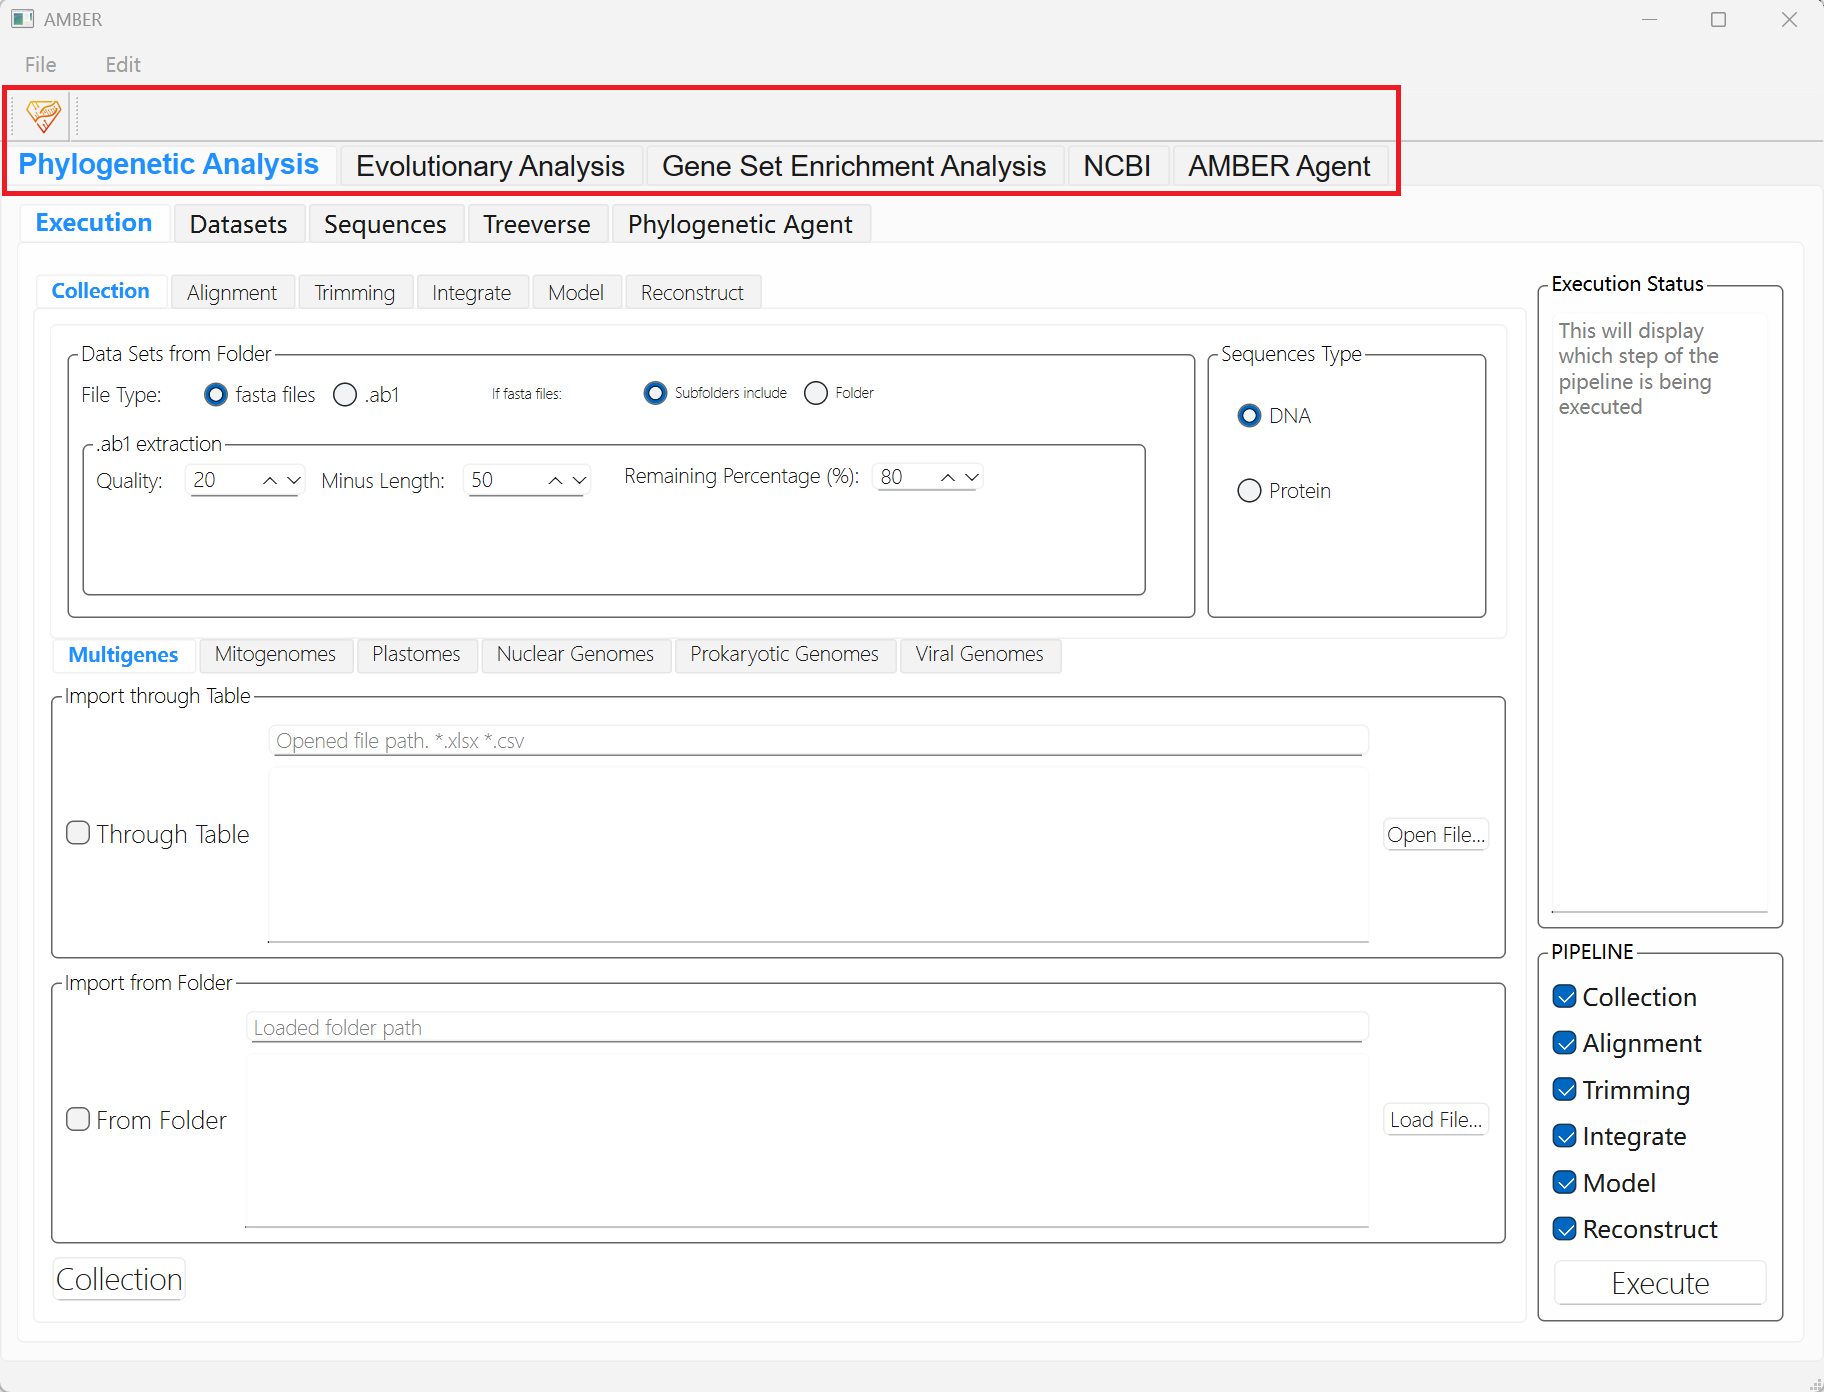 AMBER
File Edit
Phylogenetic Analysis Evolutionary Analysis Gene Set Enrichment Analysis NCBI AMBER Agent
Execution Datasets Sequences Treeverse Phylogenetic Agent
Collection Alignment Trimming Integrate Model Reconstruct
Data Sets from Folder
File Type: fasta files .ab1 If fasta files: Subfolders include Folder
.ab1 extraction
Quality: 20 Minus Length: 50 Remaining Percentage (%): 80
Sequences Type
DNA
Protein
Multigenes Mitogenomes Plastomes Nuclear Genomes Prokaryotic Genomes Viral Genomes
Import through Table
Opened file path. *.xlsx *.csv
Through Table
Open File...
Import from Folder
Loaded folder path
From Folder
Load File...
Collection
Execution Status
This will display
which step of the
pipeline is being
executed
PIPELINE
Collection
Alignment
Trimming
Integrate
Model
Reconstruct
Execute